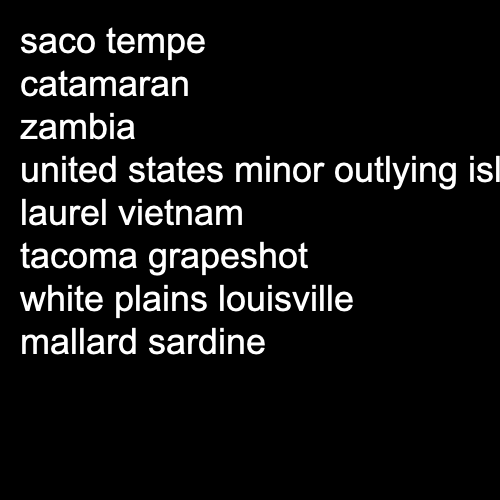 saco tempe
catamaran
zambia
united states minor outlying isl
laurel vietnam
tacoma grapeshot
white plains louisville
mallard sardine